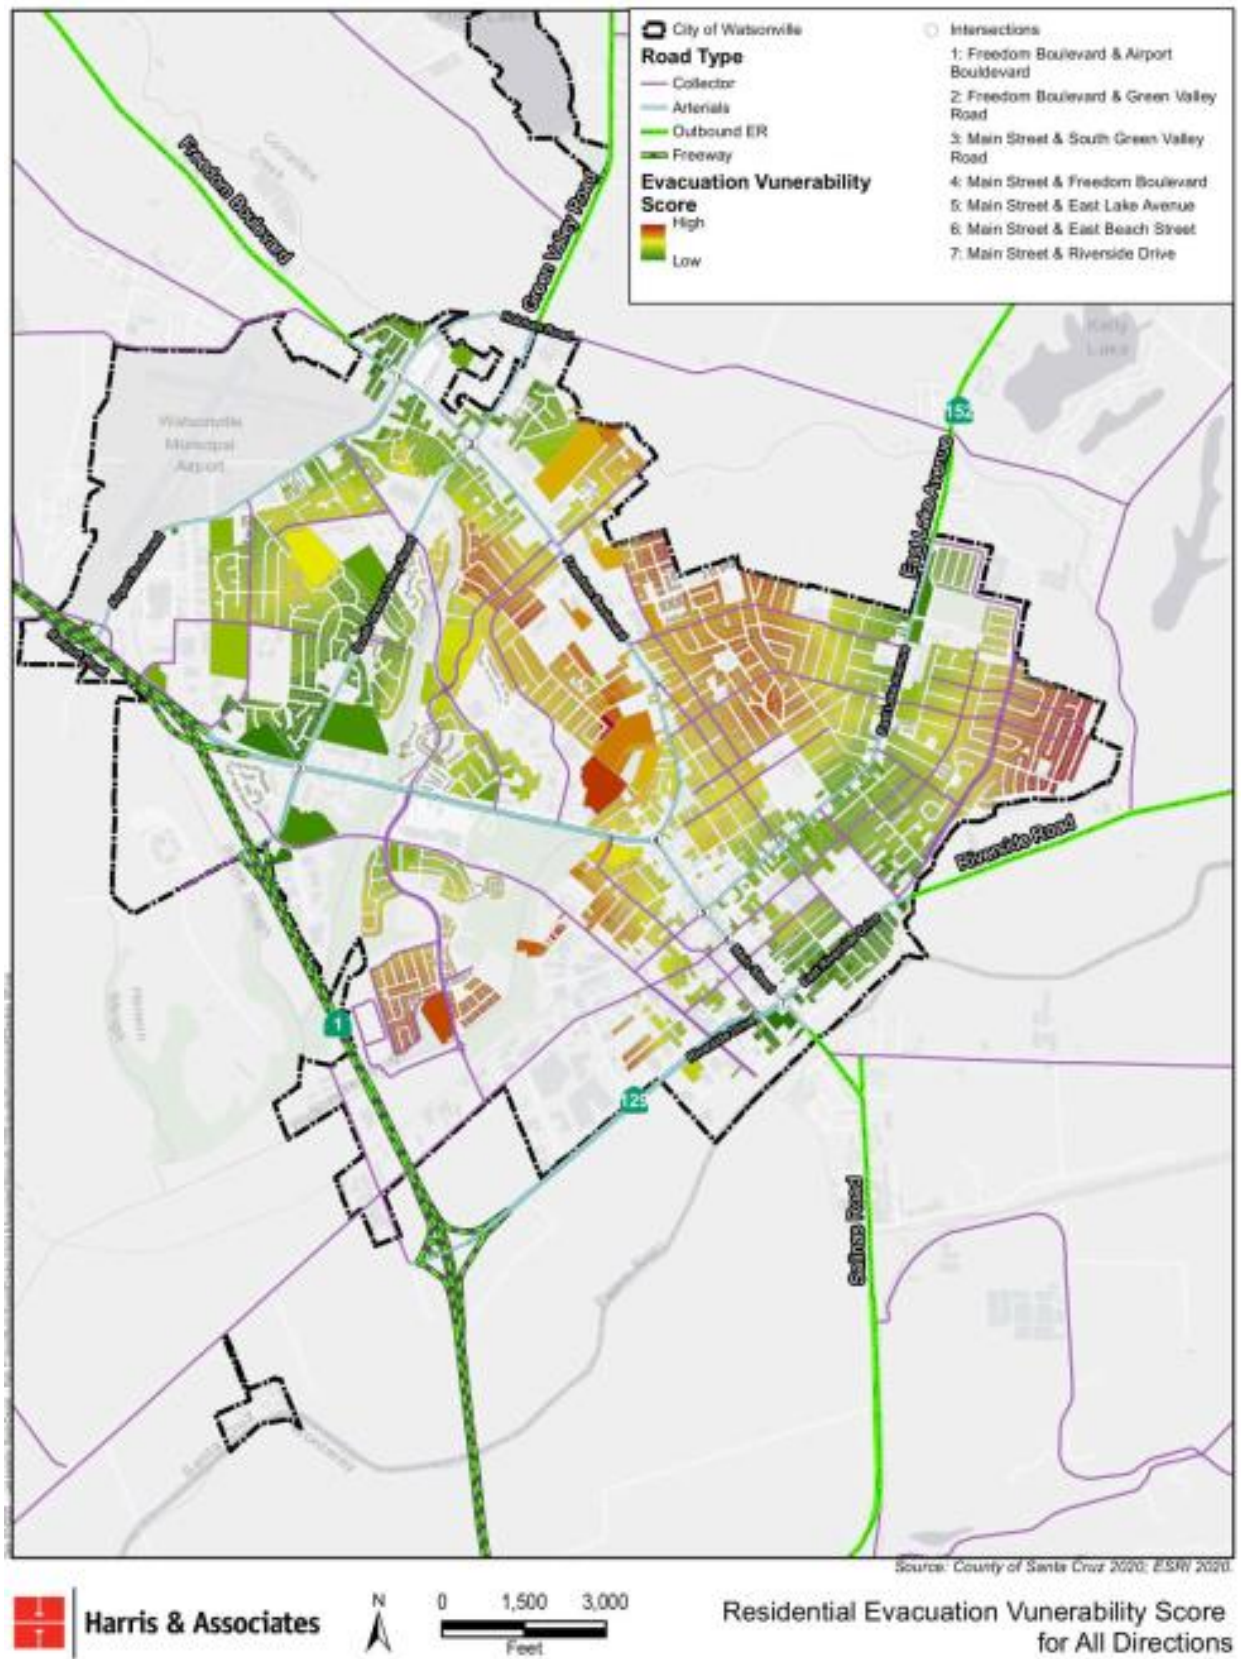 City of Watsonville
Road Type
Collector
Arterials
Outbound ER
Freeway
Evacuation Vunerability
Score
High
Low
Intersections
1: Freedom Boulevard & Airport
Bouldevard
2: Freedom Boulevard & Green Valley
Road
3: Main Street & South Green Valley
Road
4: Main Street & Freedom Boulevard
5: Main Street & East Lake Avenue
6: Main Street & East Beach Street
7: Main Street & Riverside Drive
Freedom Boulevard
Green Valley Road
Kelly
Lake
152
Watsonville
Municipal
Airport
East Lake Avenue
Riverside Road
Main Street
1
129
Salinas Road
Source: County of Santa Cruz 2020; ESRI 2020.
Harris & Associates
N
0 1,500 3,000
Feet
Residential Evacuation Vunerability Score
for All Directions